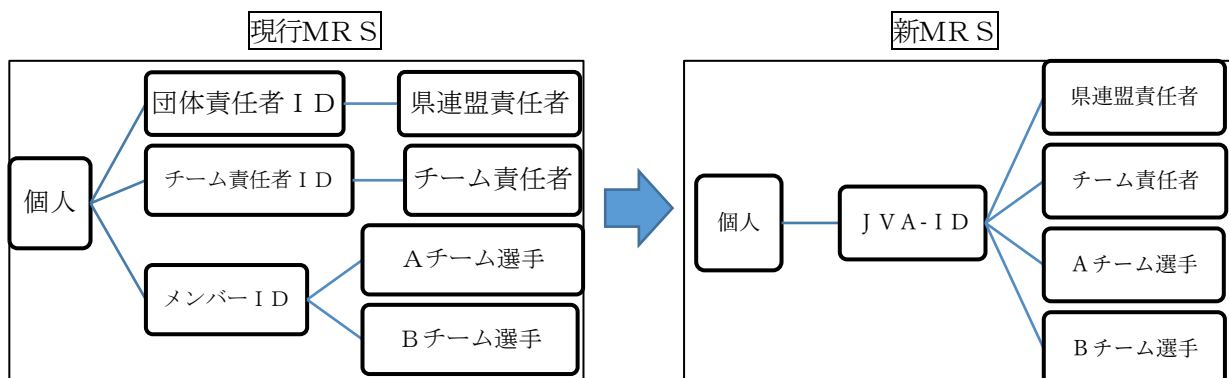 現行MRS
団体責任者ID
県連盟責任者
チーム責任者ID
チーム責任者
個人
メンバーID
Aチーム選手
Bチーム選手
新MRS
個人
JVA-ID
県連盟責任者
チーム責任者
Aチーム選手
Bチーム選手